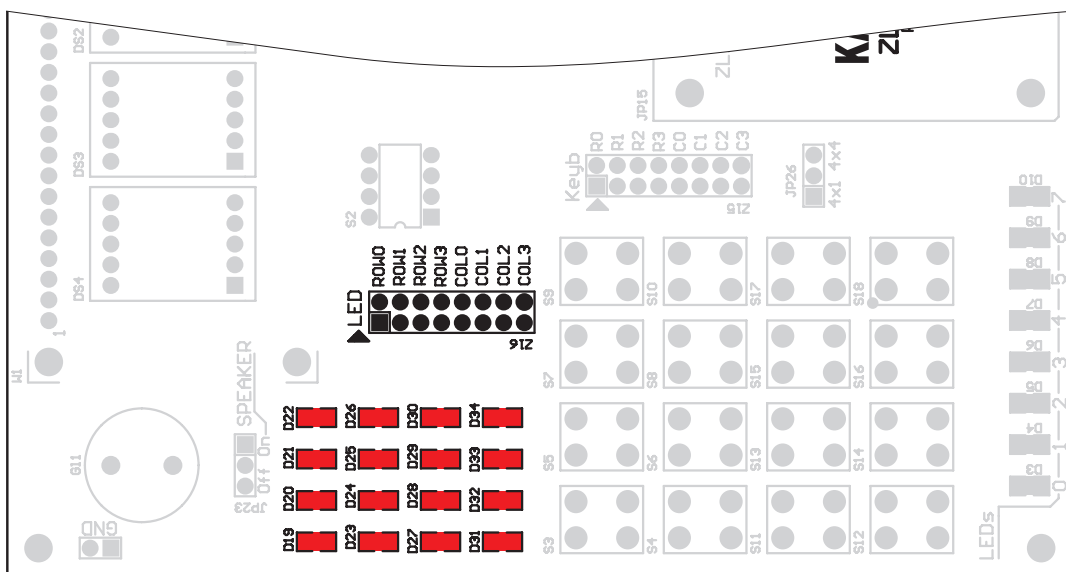 DS2
DS3
DS4
1
W1
SPEAKER
G11
JP23
Off On
GND
S2
LED
ROW0
ROW1
ROW2
ROW3
COL0
COL1
COL2
COL3
Z16
D22 D26 D30 D34
D21 D25 D29 D33
D20 D24 D28 D32
D19 D23 D27 D31
ZL
JP15
Keyb
R0
R1
R2
R3
C0
C1
C2
C3
Z15
JP26
4x1 4x4
S9 S10 S17 S18
S7 S8 S15 S16
S5 S6 S13 S14
S3 S4 S11 S12
D10 7
D9 6
D8 5
D7 4
D6 3
D5 2
D4 1
D3 0
LEDs